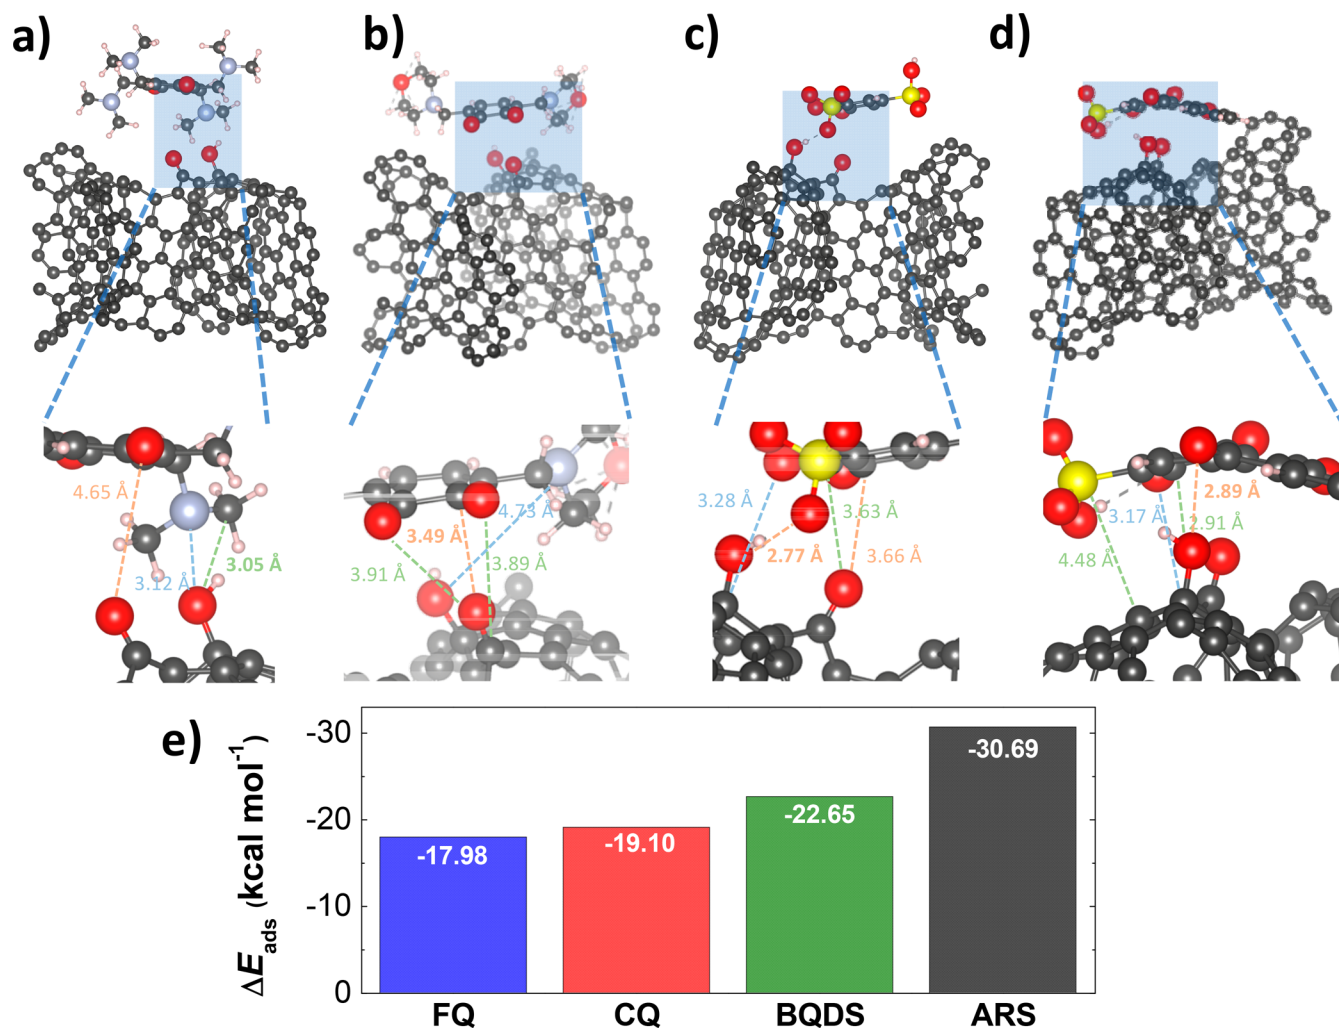 a)
b)
c)
d)
4.65 Å
3.12 Å
3.05 Å
3.49 Å
4.73 Å
3.91 Å
3.89 Å
3.28 Å
2.77 Å
3.63 Å
3.66 Å
2.89 Å
3.17 Å
2.91 Å
4.48 Å
e)
ΔE_ads (kcal mol⁻¹)
-30
-20
-10
0
-17.98
-19.10
-22.65
-30.69
FQ
CQ
BQDS
ARS